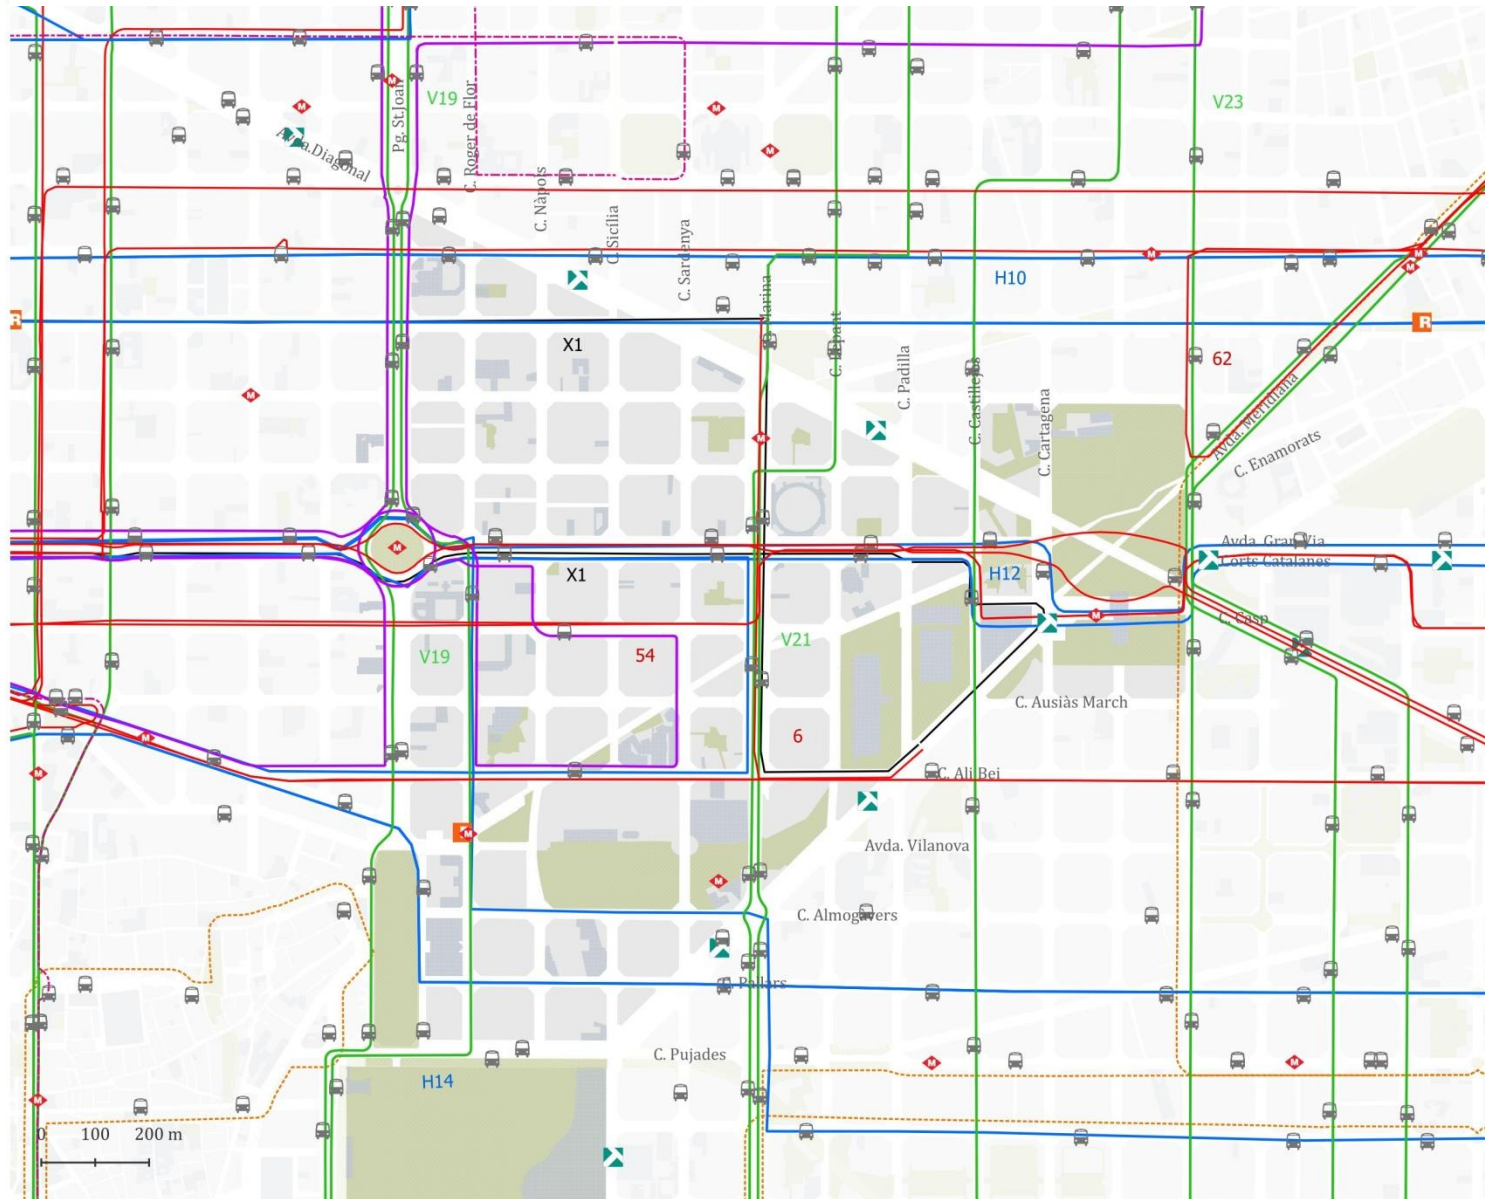 M
V19
V23
Pg. St.Joan
C. Roger de Flor
M
M
Avda.Diagonal
M
C. Nàpols
C. Sicília
C. Sardenya
M
M
M
H10
C. Marina
R
R
X1
C. Lepant
62
C. Padilla
C. Castillejos
M
Avda. Meridiana
C. Cartagena
M
C. Enamorats
Avda. Gran Via
M
Corts Catalanes
X1
H12
M
C. Casp
V21
V19
54
C. Ausiàs March
M
6
M
C. Ali Bei
M
Avda. Vilanova
M
C. Almogàvers
C. Pallars
C. Pujades
M
M
H14
M
0 100 200 m